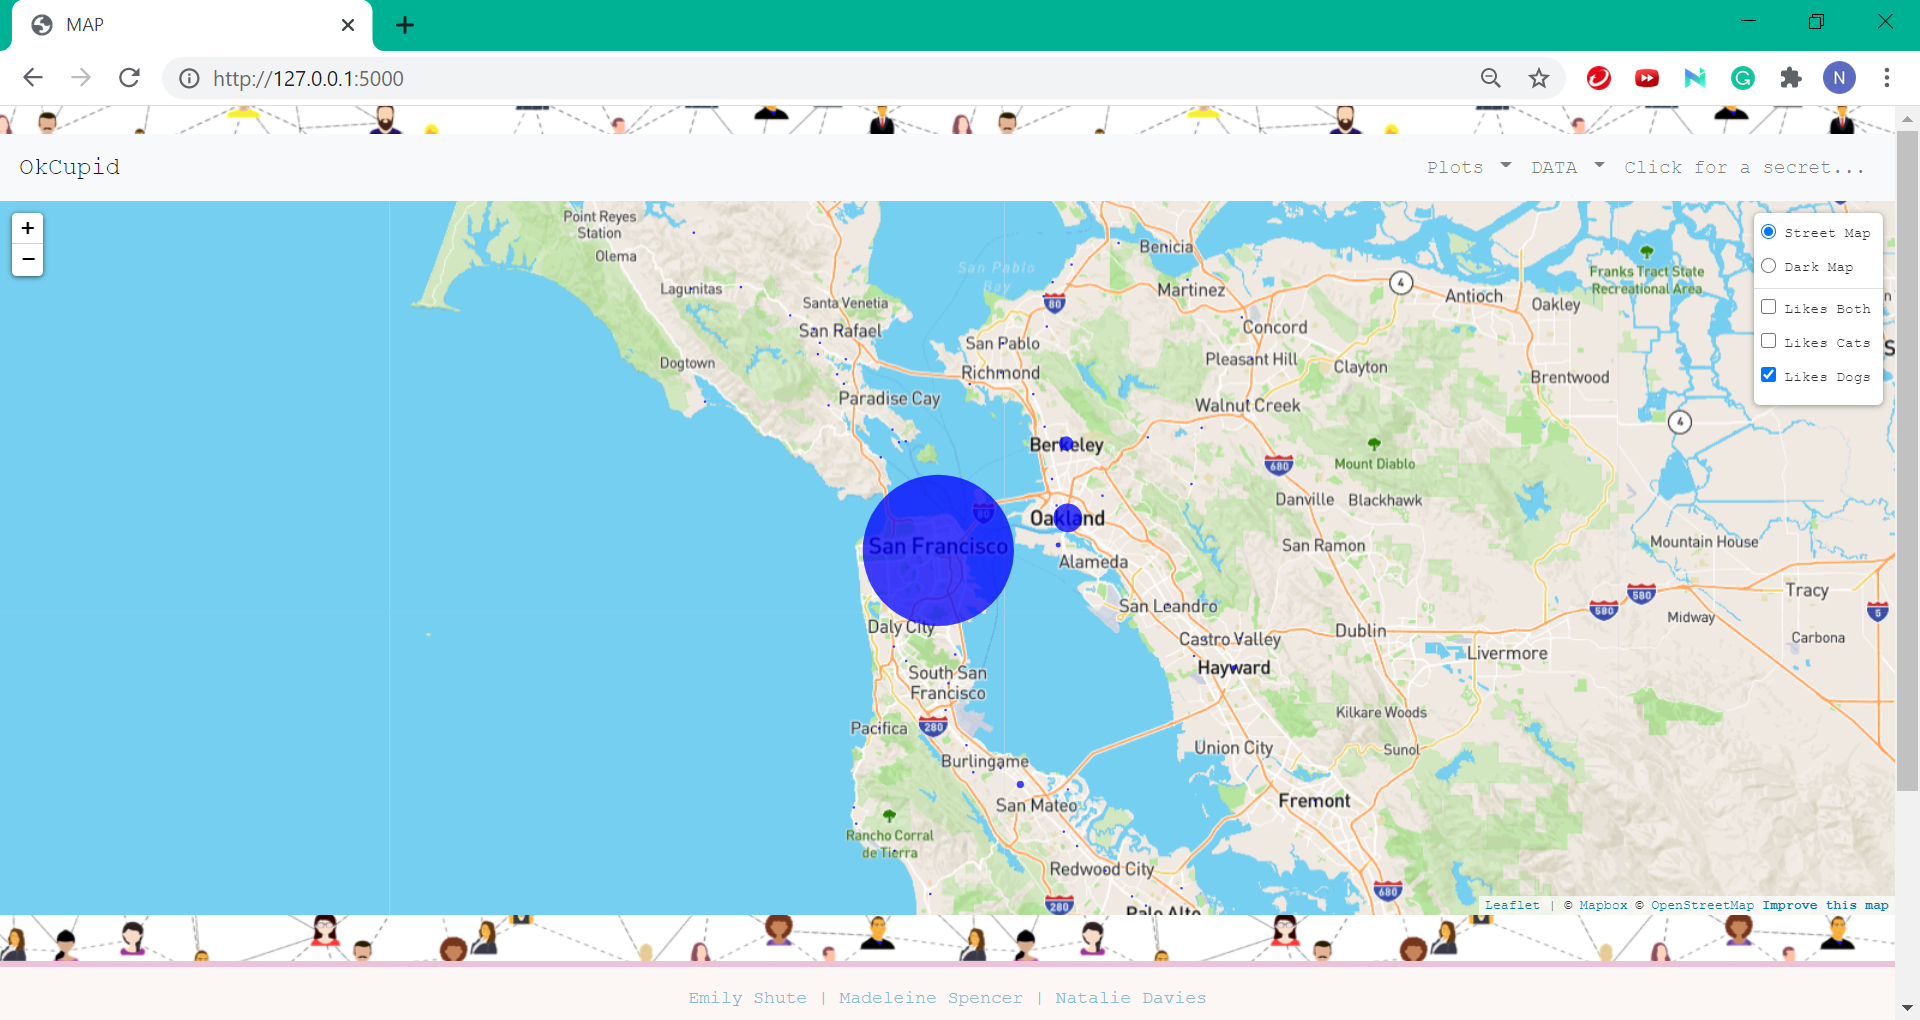 MAP
http://127.0.0.1:5000
N
OkCupid
Plots
DATA
Click for a secret...
+
−
Street Map
Dark Map
Likes Both
Likes Cats
Likes Dogs
Point Reyes
Station
Olema
Lagunitas
Santa Venetia
San Rafael
Dogtown
Paradise Cay
San Pablo
Bay
80
Benicia
Martinez
4
Antioch
Oakley
Franks Tract State
Recreational Area
San Pablo
Richmond
Concord
Pleasant Hill
Clayton
Brentwood
Walnut Creek
4
Berkeley
680
Mount Diablo
Danville
Blackhawk
80
Oakland
San Francisco
San Ramon
Mountain House
Alameda
580
580
Tracy
5
San Leandro
Midway
Daly City
Castro Valley
Dublin
Carbona
Hayward
Livermore
South San
Francisco
Kilkare Woods
Pacifica
280
Union City
Sunol
Burlingame
San Mateo
Fremont
Rancho Corral
de Tierra
Redwood City
680
280
Palo Alto
Leaflet | © Mapbox © OpenStreetMap Improve this map
Emily Shute | Madeleine Spencer | Natalie Davies